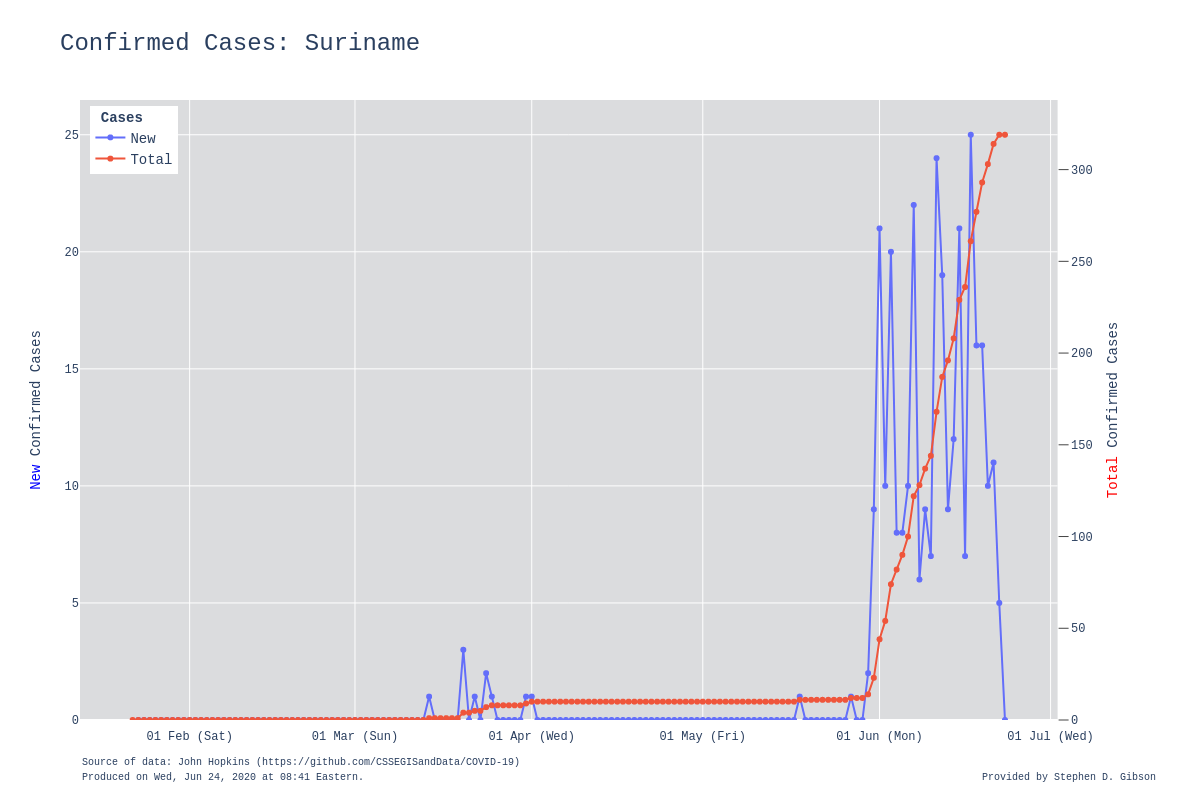 Confirmed Cases: Suriname
Cases
New
Total
25
20
15
10
5
0
300
250
200
150
100
50
0
New Confirmed Cases
Total Confirmed Cases
01 Feb (Sat)
01 Mar (Sun)
01 Apr (Wed)
01 May (Fri)
01 Jun (Mon)
01 Jul (Wed)
Source of data: John Hopkins (https://github.com/CSSEGISandData/COVID-19)
Produced on Wed, Jun 24, 2020 at 08:41 Eastern.
Provided by Stephen D. Gibson